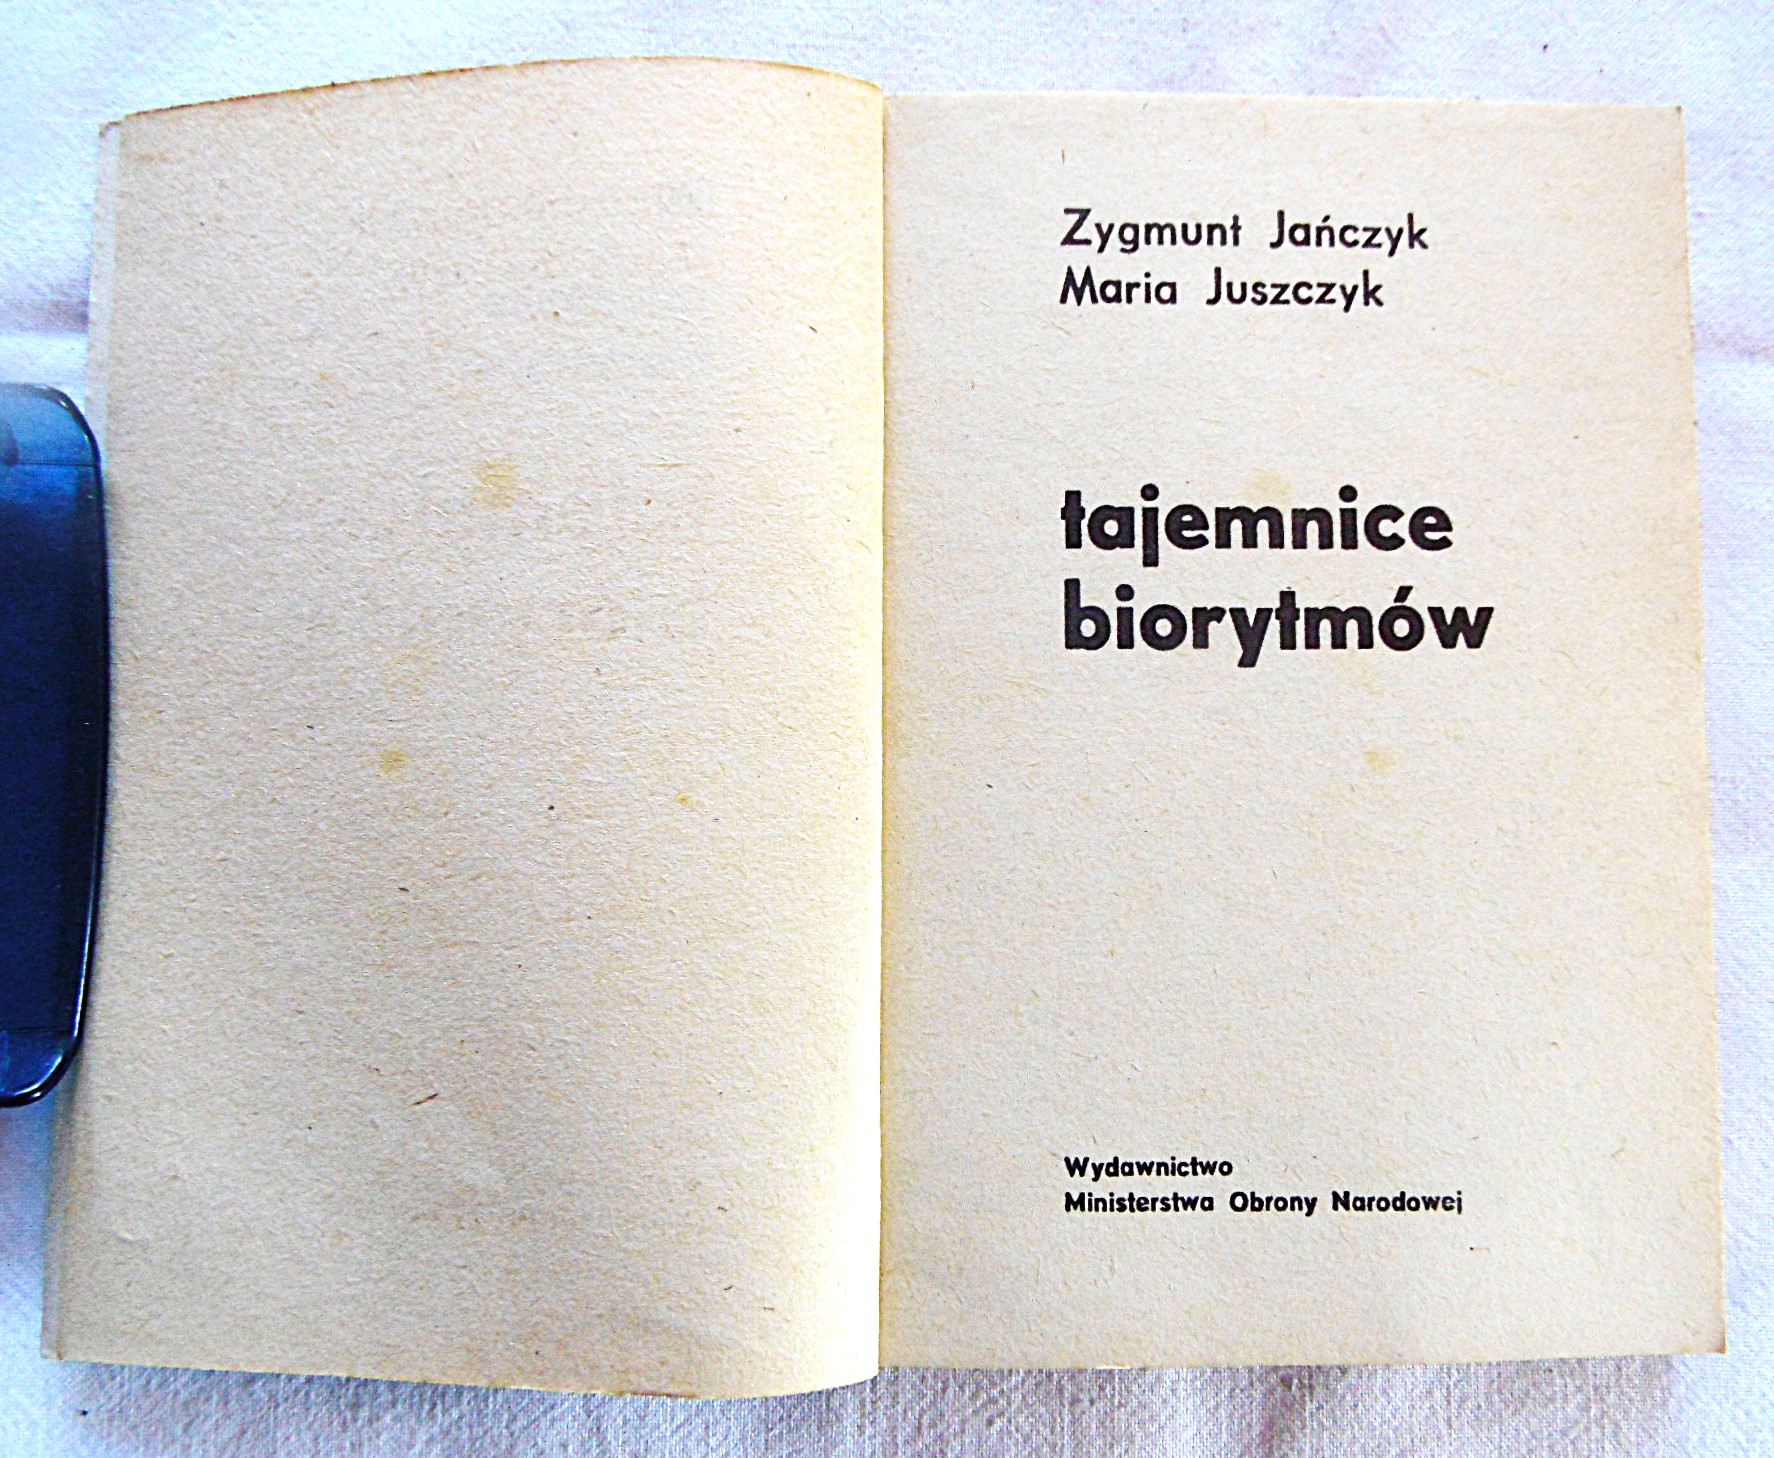 Zygmunt Jańczyk
Maria Juszczyk
tajemnice
biorytmów
Wydawnictwo
Ministerstwa Obrony Narodowej